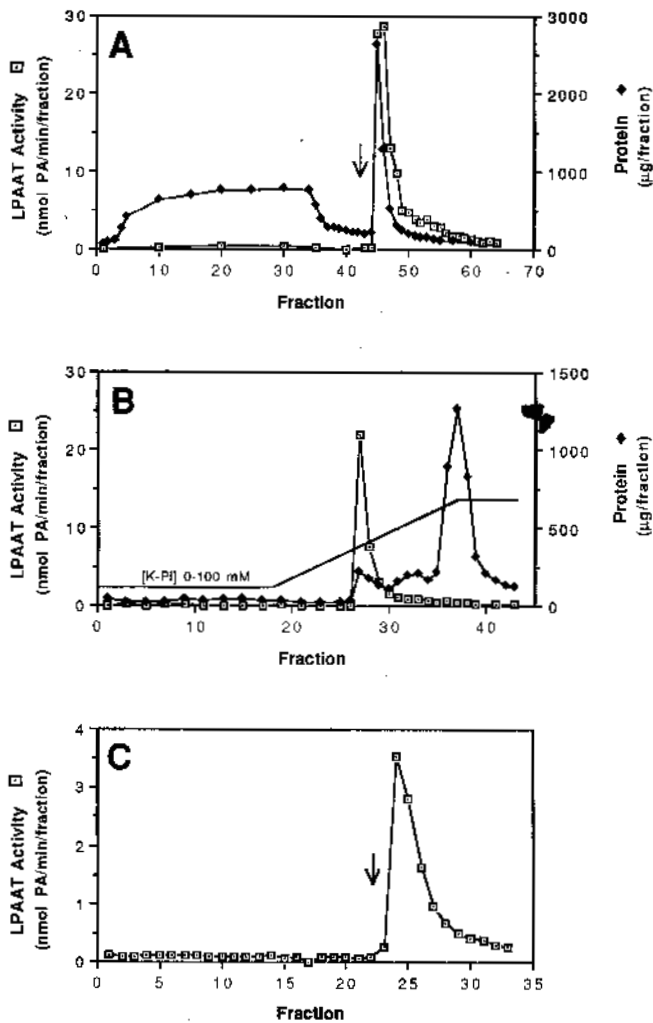 A
LPAAT Activity
(nmol PA/min/fraction)
30
20
10
0
3000
2000
1000
0
Protein
(µg/fraction)
0 10 20 30 40 50 60 70
Fraction
B
LPAAT Activity
(nmol PA/min/fraction)
30
20
10
0
1500
1000
500
0
Protein
(µg/fraction)
[K-Pi] 0-100 mM
0 10 20 30 40
Fraction
C
LPAAT Activity
(nmol PA/min/fraction)
4
3
2
1
0
0 5 10 15 20 25 30 35
Fraction